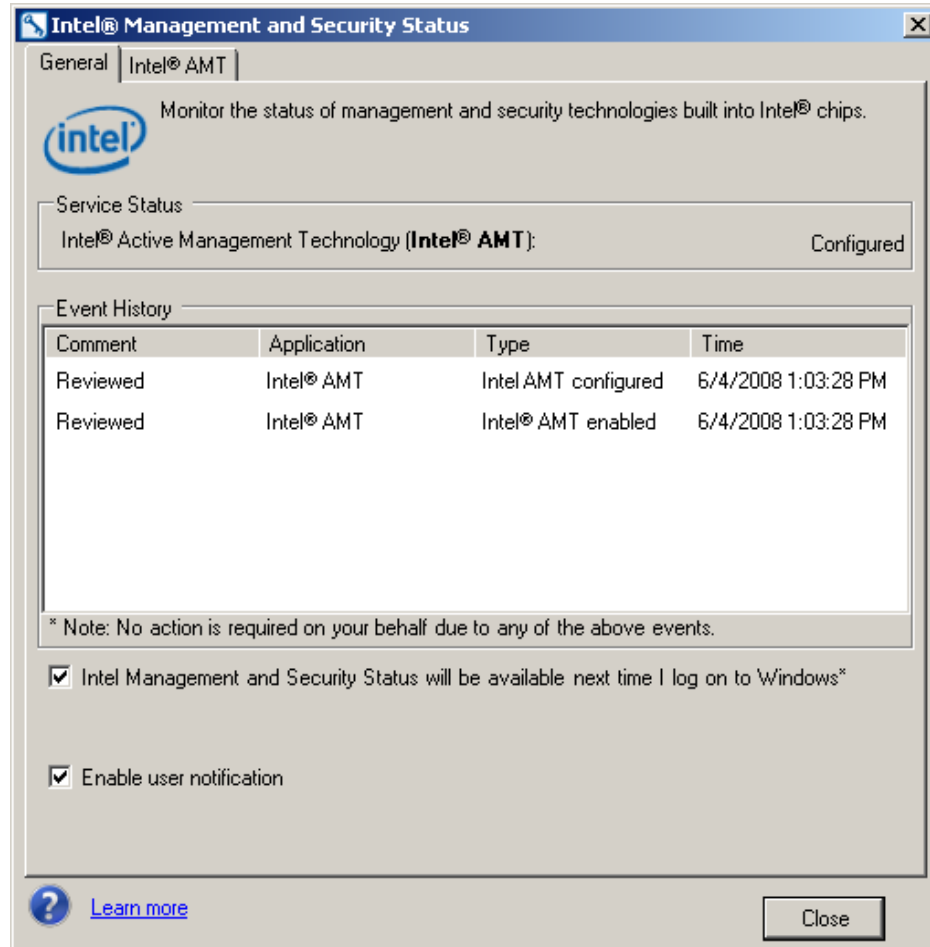 Intel® Management and Security Status
General Intel® AMT
intel
Monitor the status of management and security technologies built into Intel® chips.
Service Status
Intel® Active Management Technology (Intel® AMT): Configured
Event History
Comment Application Type Time
Reviewed Intel® AMT Intel AMT configured 6/4/2008 1:03:28 PM
Reviewed Intel® AMT Intel® AMT enabled 6/4/2008 1:03:28 PM
* Note: No action is required on your behalf due to any of the above events.
Intel Management and Security Status will be available next time I log on to Windows*
Enable user notification
? Learn more
Close